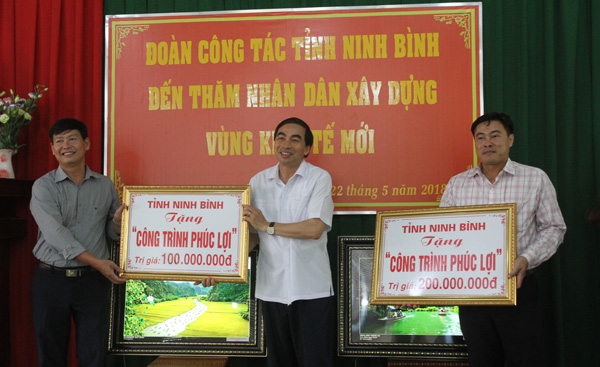 ĐOÀN CÔNG TÁC TỈNH NINH BÌNH
ĐẾN THĂM NHÂN DÂN XÂY DỰNG
VÙNG TẾ MỚI
22 tháng 5 năm 2018
TỈNH NINH BÌNH
Tặng
"CÔNG TRÌNH PHÚC LỢI"
Trị giá: 100.000.000đ
TỈNH NINH BÌNH
Tặng
"CÔNG TRÌNH PHÚC LỢI"
Trị giá: 200.000.000đ